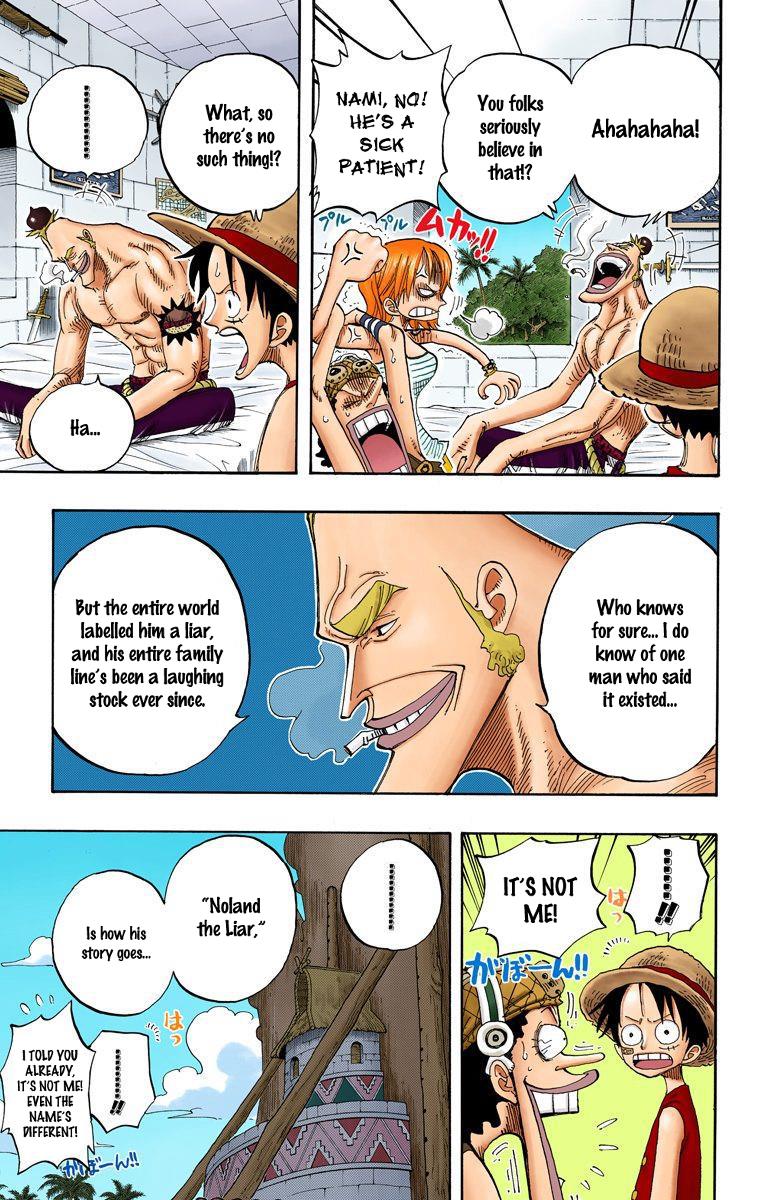 Ahahahaha!
You folks
seriously
believe in
that!?
NAMI, NO!
HE'S A
SICK
PATIENT!
ムカッ!!
プル プル
What, so
there's no
such thing!?
..........
Ha...
Who knows
for sure... I do
know of one
man who said
it existed...
But the entire world
labelled him a liar,
and his entire family
line's been a laughing
stock ever since.
..........!!
はっ
IT'S NOT
ME!
がぼーん!!
..........
"Noland
the Liar,"
Is how his
story goes...
はっ
..........!!
I TOLD YOU
ALREADY,
IT'S NOT ME!
EVEN THE
NAME'S
DIFFERENT!
がぼーん!!